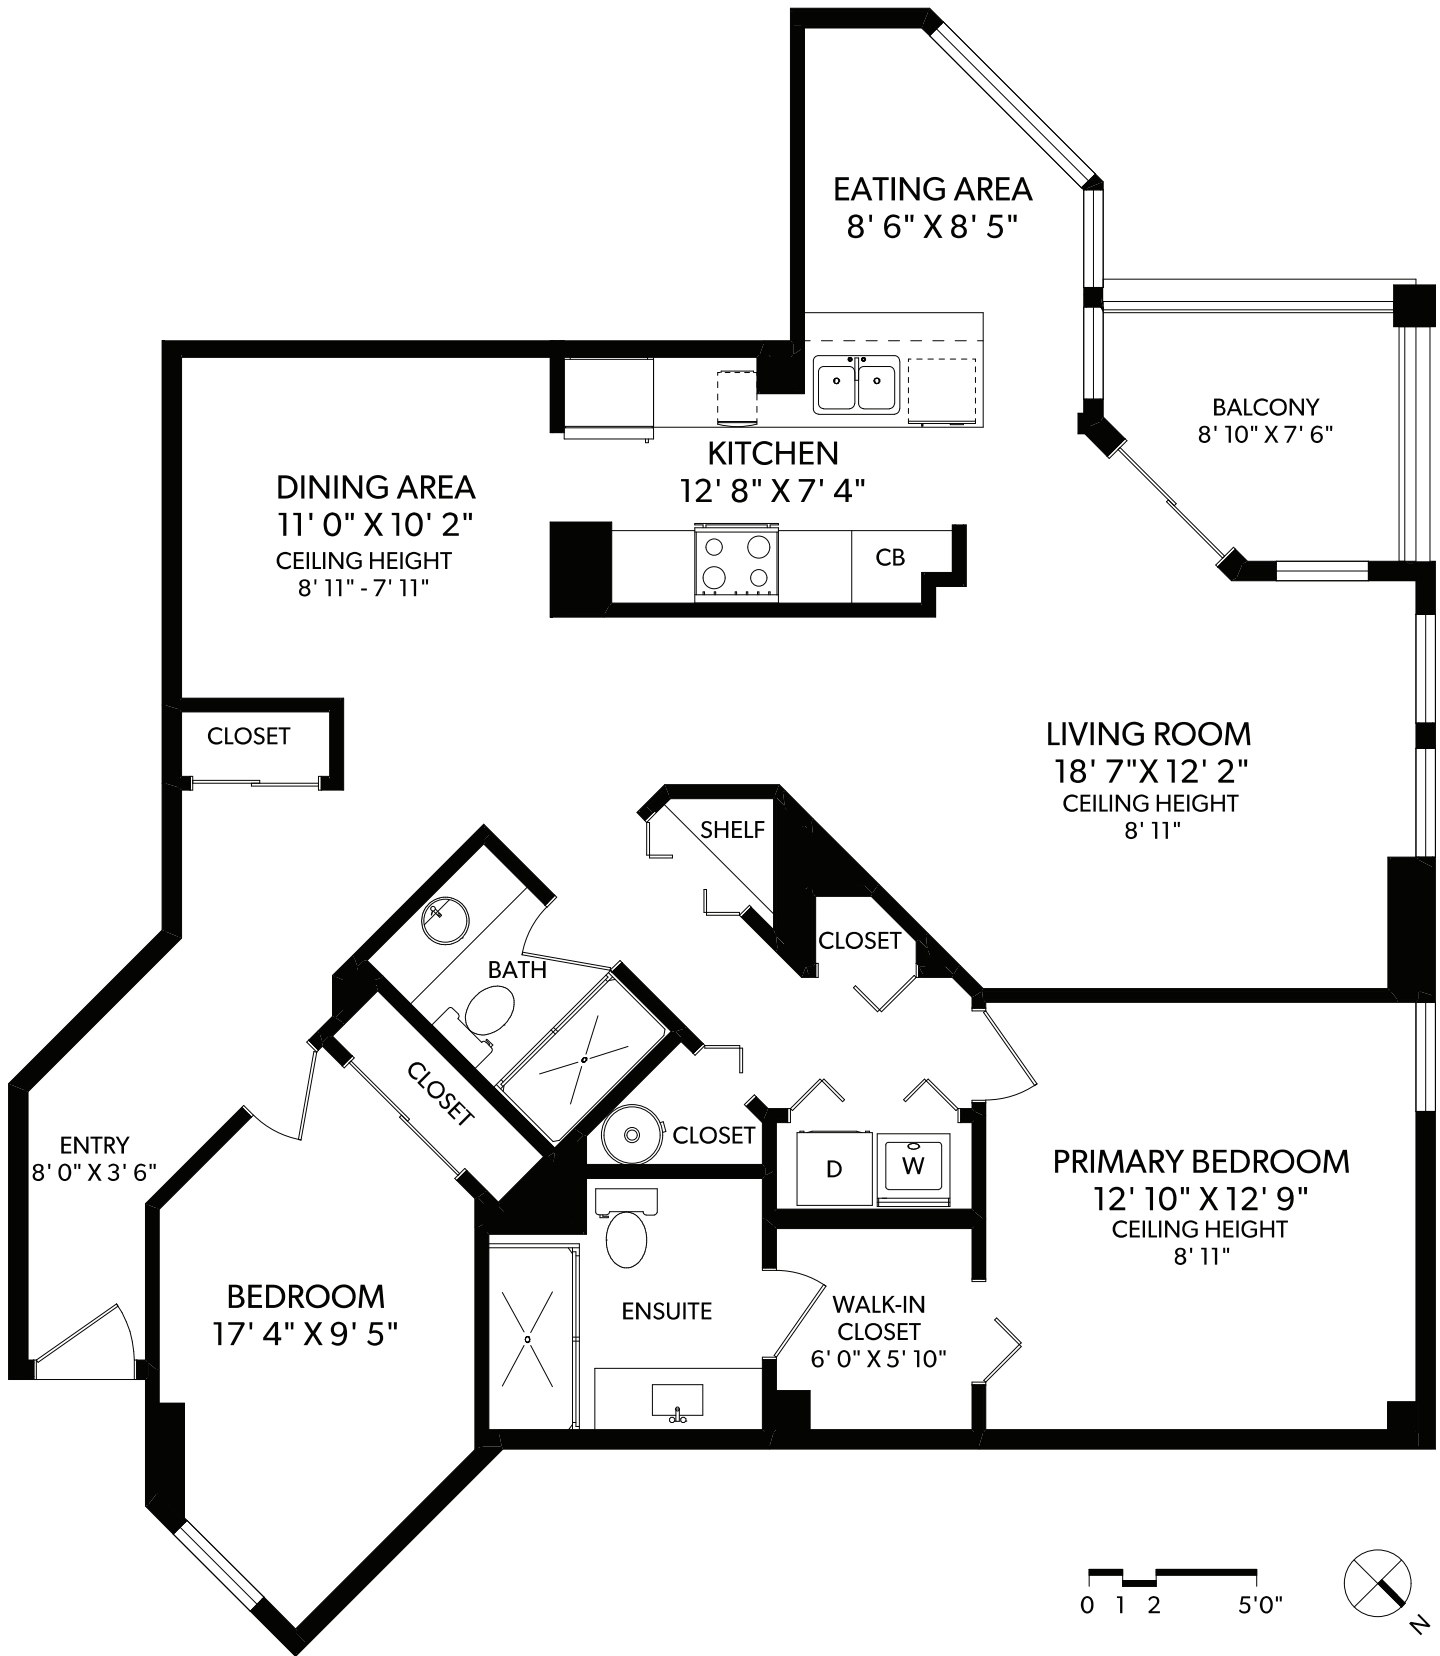 EATING AREA
8' 6" X 8' 5"
BALCONY
8' 10" X 7' 6"
KITCHEN
12' 8" X 7' 4"
DINING AREA
11' 0" X 10' 2"
CEILING HEIGHT
8' 11" - 7' 11"
CB
CLOSET
LIVING ROOM
18' 7"X 12' 2"
CEILING HEIGHT
8' 11"
SHELF
CLOSET
BATH
CLOSET
CLOSET
ENTRY
8' 0" X 3' 6"
D
W
PRIMARY BEDROOM
12' 10" X 12' 9"
CEILING HEIGHT
8' 11"
BEDROOM
17' 4" X 9' 5"
ENSUITE
WALK-IN
CLOSET
6' 0" X 5' 10"
0 1 2 5'0"
N